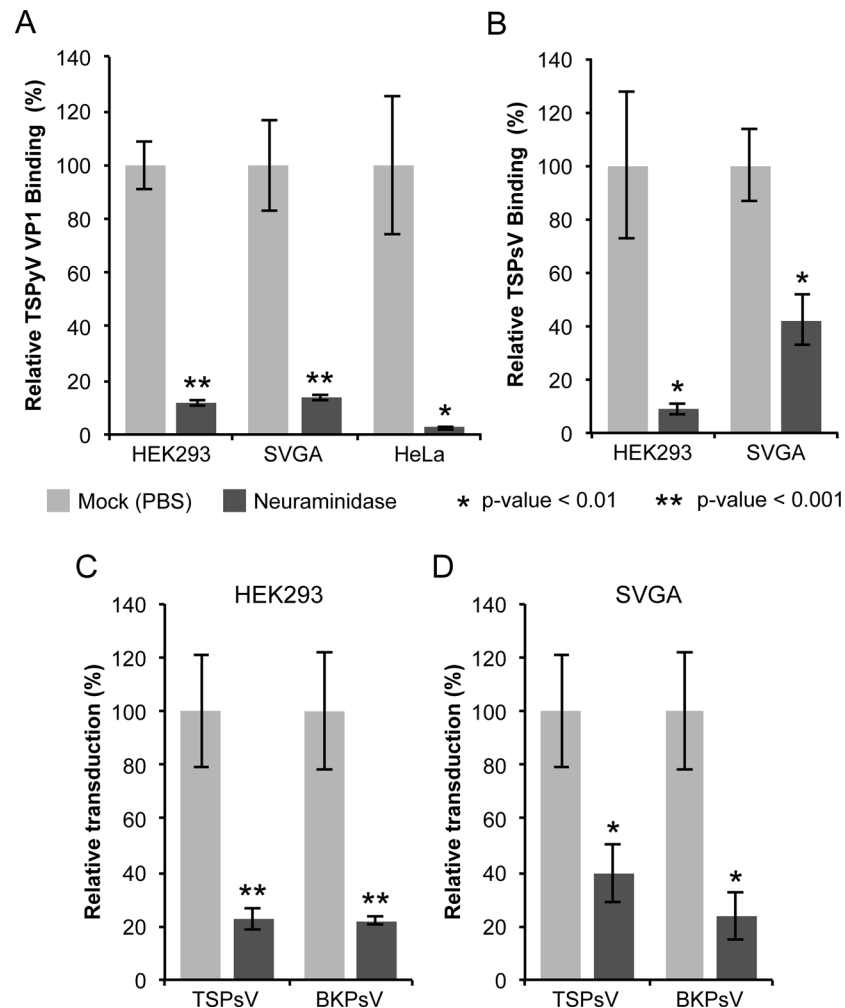 A
Relative TSPyV VP1 Binding (%)
140
120
100
80
60
40
20
0
** ** *
HEK293 SVGA HeLa
B
Relative TSPsV Binding (%)
140
120
100
80
60
40
20
0
* *
HEK293 SVGA
Mock (PBS) Neuraminidase * p-value < 0.01 ** p-value < 0.001
C
HEK293
Relative transduction (%)
140
120
100
80
60
40
20
0
** **
TSPsV BKPsV
D
SVGA
Relative transduction (%)
140
120
100
80
60
40
20
0
* *
TSPsV BKPsV